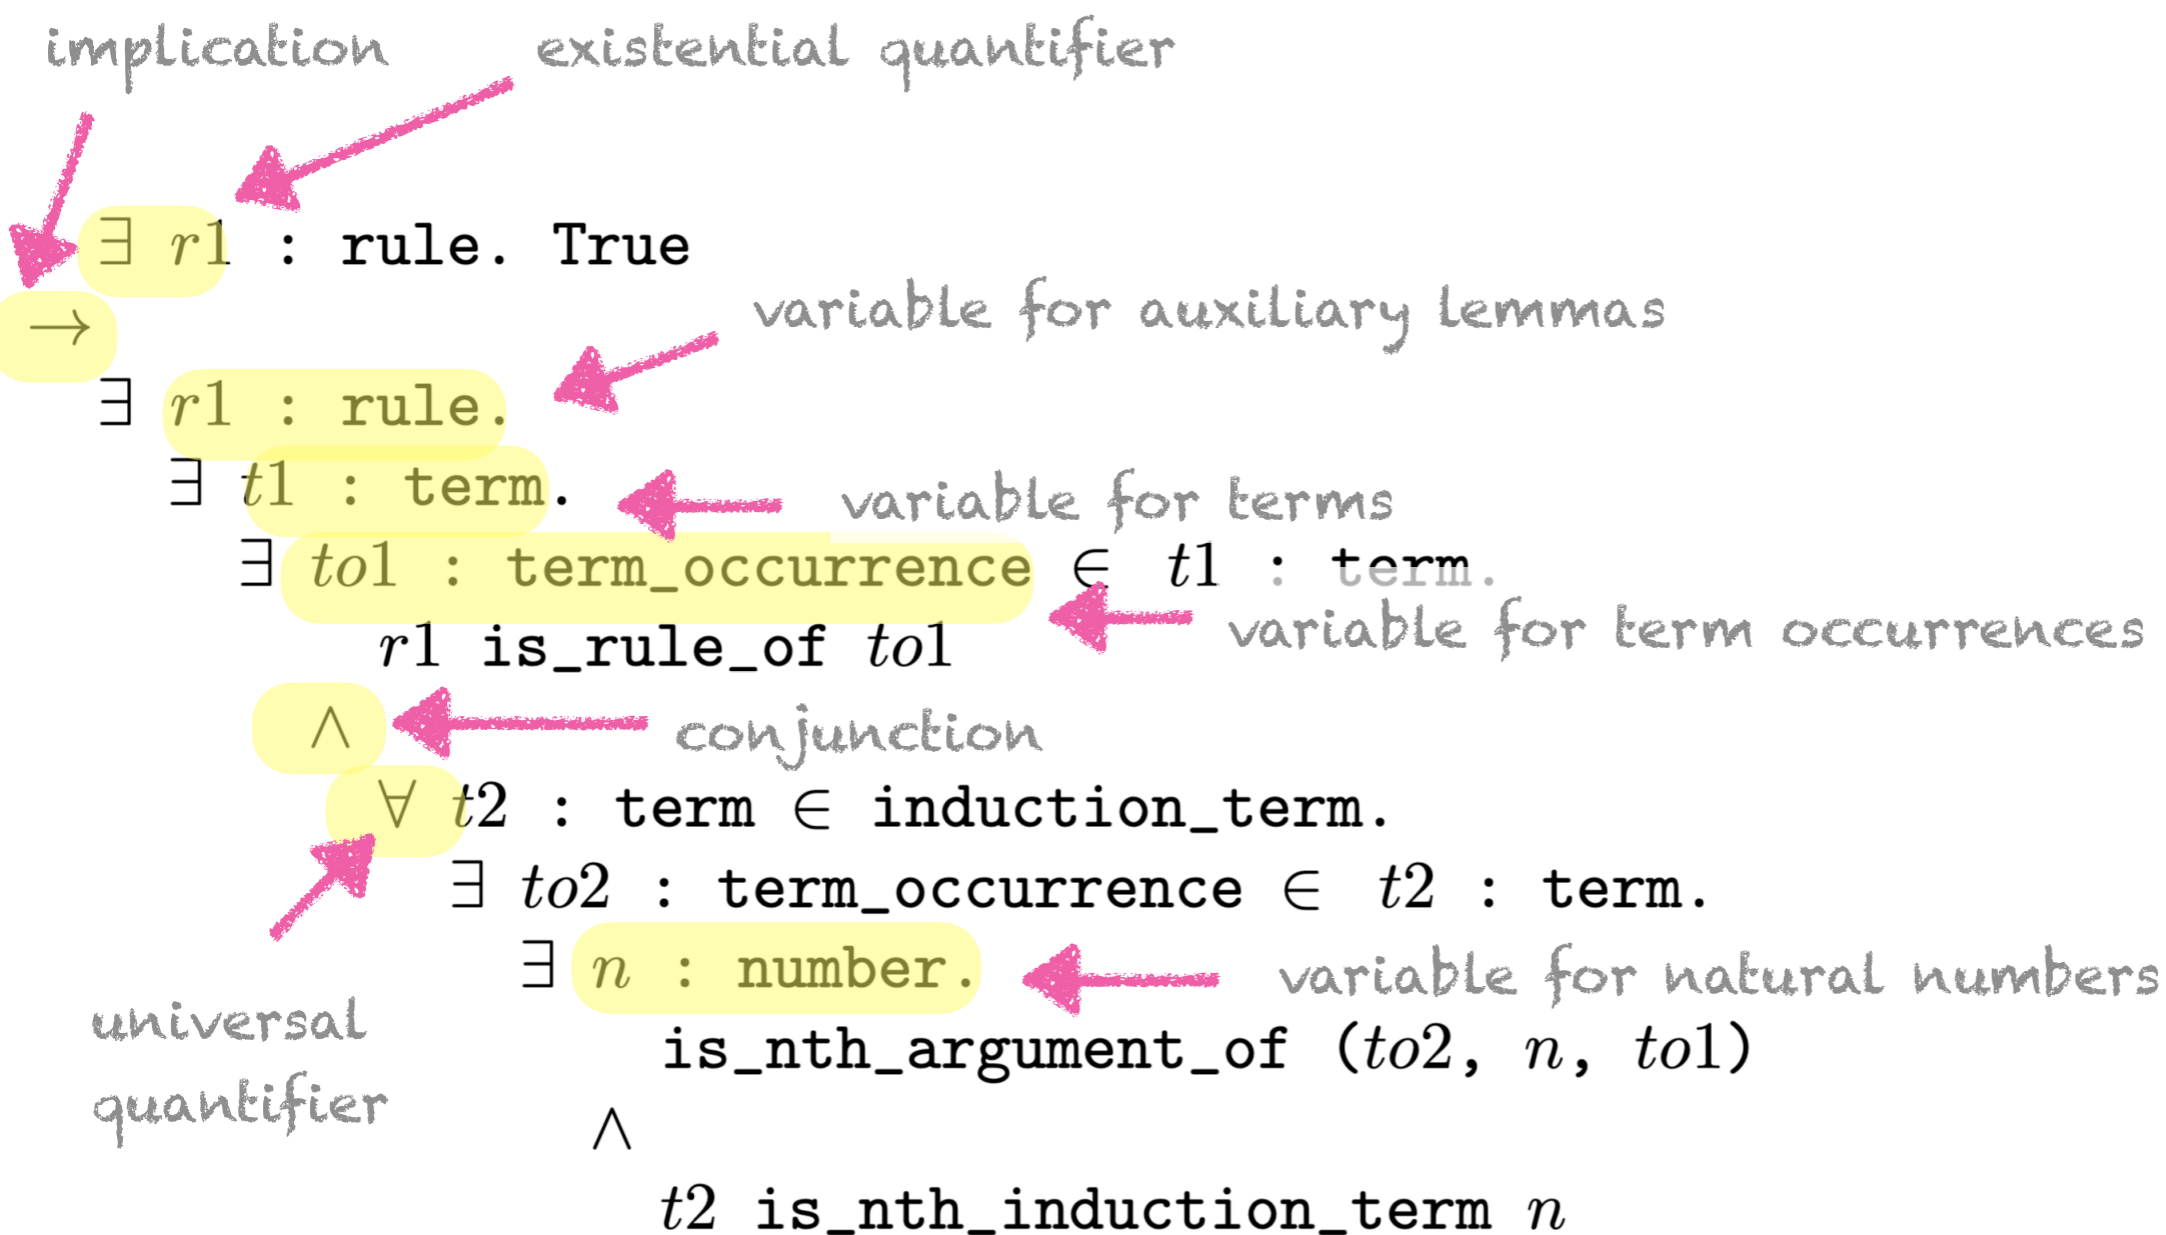 implication existential quantifier
∃ r1 : rule. True
→
variable for auxiliary lemmas
∃ r1 : rule.
∃ t1 : term.
variable for terms
∃ to1 : term_occurrence ∈ t1 : term.
variable for term occurrences
r1 is_rule_of to1
∧
conjunction
∀ t2 : term ∈ induction_term.
∃ to2 : term_occurrence ∈ t2 : term.
∃ n : number.
variable for natural numbers
universal
quantifier
is_nth_argument_of (to2, n, to1)
∧
t2 is_nth_induction_term n